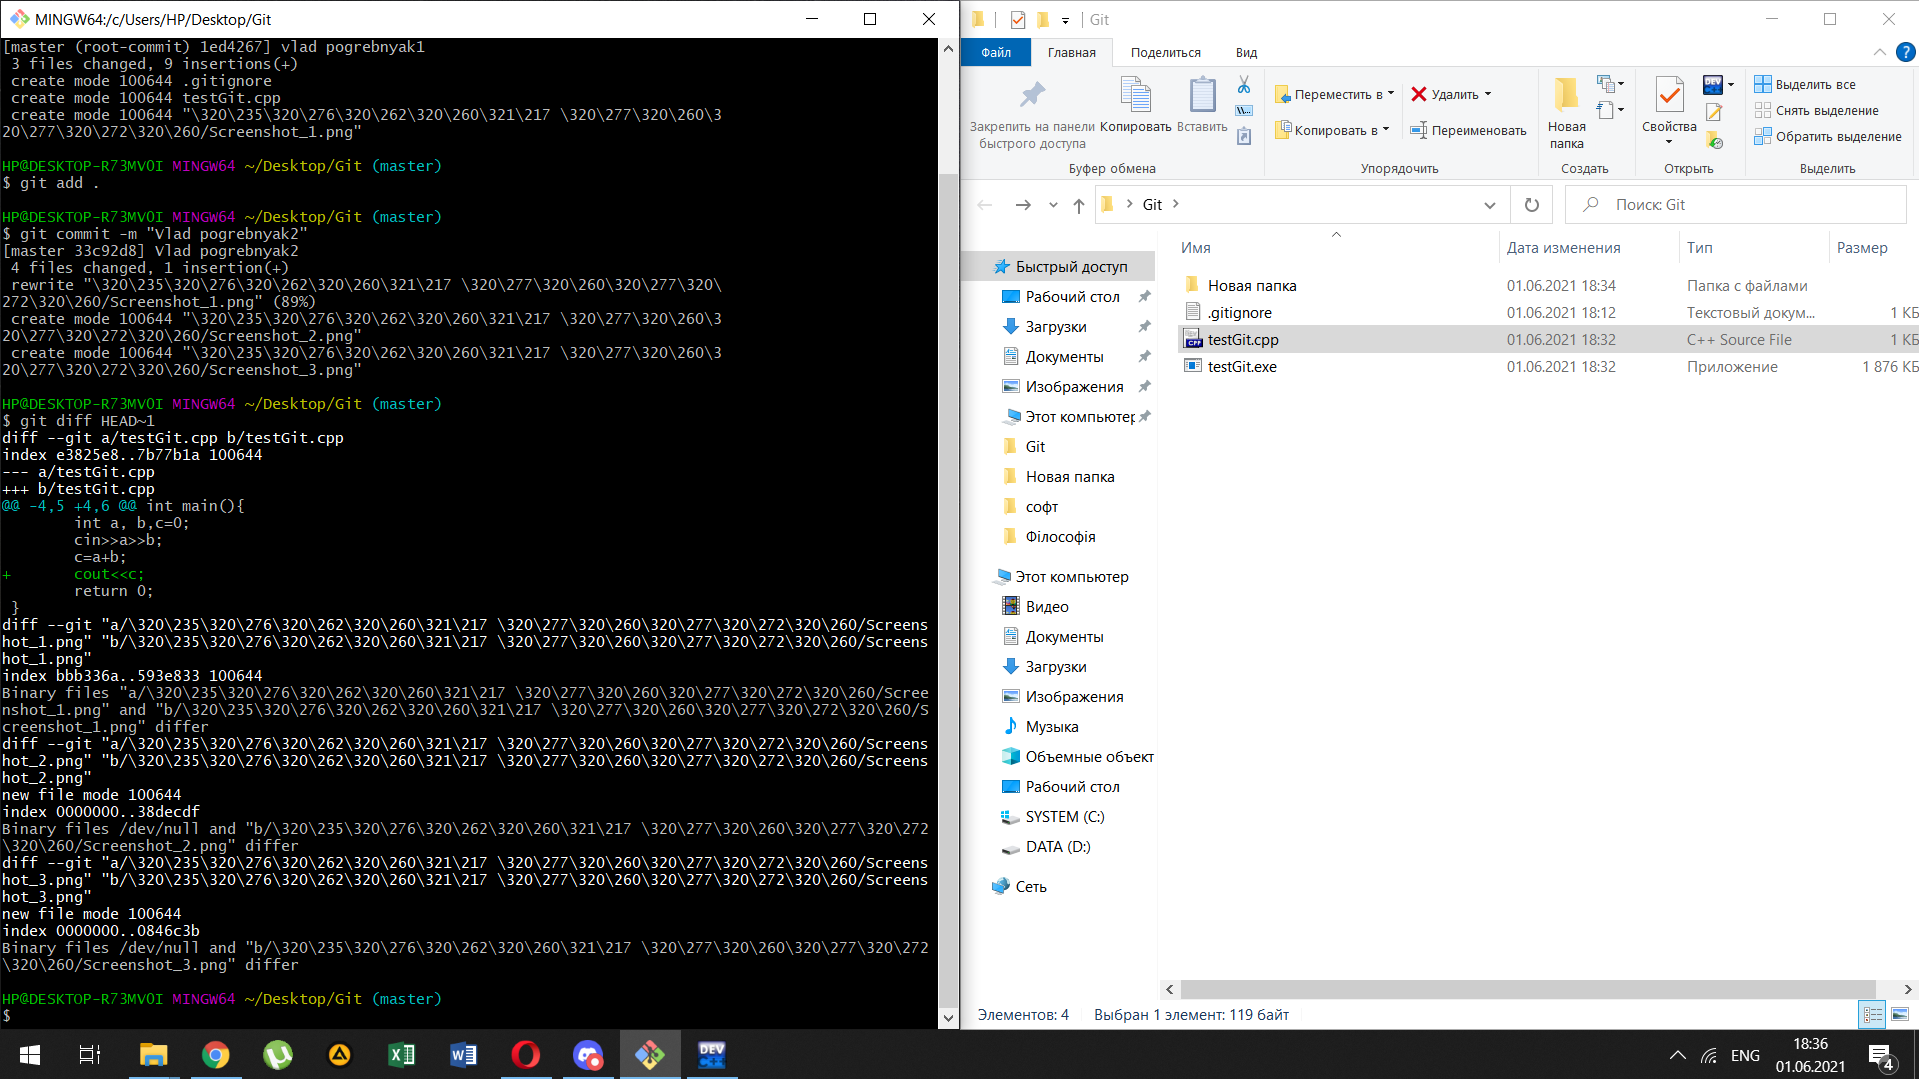 MINGW64:/c/Users/HP/Desktop/Git
[master (root-commit) 1ed4267] vlad pogrebnyak1
 3 files changed, 9 insertions(+)
 create mode 100644 .gitignore
 create mode 100644 testGit.cpp
 create mode 100644 "\320\235\320\276\320\262\320\260\321\217 \320\277\320\260\3
20\277\320\272\320\260/Screenshot_1.png"
HP@DESKTOP-R73MV0I MINGW64 ~/Desktop/Git (master)
$ git add .
HP@DESKTOP-R73MV0I MINGW64 ~/Desktop/Git (master)
$ git commit -m "Vlad pogrebnyak2"
[master 33c92d8] Vlad pogrebnyak2
 4 files changed, 1 insertion(+)
 rewrite "\320\235\320\276\320\262\320\260\321\217 \320\277\320\260\320\277\320\
272\320\260/Screenshot_1.png" (89%)
 create mode 100644 "\320\235\320\276\320\262\320\260\321\217 \320\277\320\260\3
20\277\320\272\320\260/Screenshot_2.png"
 create mode 100644 "\320\235\320\276\320\262\320\260\321\217 \320\277\320\260\3
20\277\320\272\320\260/Screenshot_3.png"
HP@DESKTOP-R73MV0I MINGW64 ~/Desktop/Git (master)
$ git diff HEAD~1
diff --git a/testGit.cpp b/testGit.cpp
index e3825e8..7b77b1a 100644
--- a/testGit.cpp
+++ b/testGit.cpp
@@ -4,5 +4,6 @@ int main(){
        int a, b,c=0;
        cin>>a>>b;
        c=a+b;
+       cout<<c;
        return 0;
 }
diff --git "a/\320\235\320\276\320\262\320\260\321\217 \320\277\320\260\320\277\320\272\320\260/Screens
hot_1.png" "b/\320\235\320\276\320\262\320\260\321\217 \320\277\320\260\320\277\320\272\320\260/Screens
hot_1.png"
index bbb336a..593e833 100644
Binary files "a/\320\235\320\276\320\262\320\260\321\217 \320\277\320\260\320\277\320\272\320\260/Scree
nshot_1.png" and "b/\320\235\320\276\320\262\320\260\321\217 \320\277\320\260\320\277\320\272\320\260/S
creenshot_1.png" differ
diff --git "a/\320\235\320\276\320\262\320\260\321\217 \320\277\320\260\320\277\320\272\320\260/Screens
hot_2.png" "b/\320\235\320\276\320\262\320\260\321\217 \320\277\320\260\320\277\320\272\320\260/Screens
hot_2.png"
new file mode 100644
index 0000000..38decdf
Binary files /dev/null and "b/\320\235\320\276\320\262\320\260\321\217 \320\277\320\260\320\277\320\272
\320\260/Screenshot_2.png" differ
diff --git "a/\320\235\320\276\320\262\320\260\321\217 \320\277\320\260\320\277\320\272\320\260/Screens
hot_3.png" "b/\320\235\320\276\320\262\320\260\321\217 \320\277\320\260\320\277\320\272\320\260/Screens
hot_3.png"
new file mode 100644
index 0000000..0846c3b
Binary files /dev/null and "b/\320\235\320\276\320\262\320\260\321\217 \320\277\320\260\320\277\320\272
\320\260/Screenshot_3.png" differ
HP@DESKTOP-R73MV0I MINGW64 ~/Desktop/Git (master)
$
Git
Файл Главная Поделиться Вид
Закрепить на панели быстрого доступа
Копировать
Вставить
Буфер обмена
Переместить в
Копировать в
Удалить
Переименовать
Упорядочить
Новая папка
Создать
Свойства
Открыть
Выделить все
Снять выделение
Обратить выделение
Выделить
Git
Поиск: Git
Имя Дата изменения Тип Размер
Новая папка 01.06.2021 18:34 Папка с файлами
.gitignore 01.06.2021 18:12 Текстовый докум... 1 КБ
testGit.cpp 01.06.2021 18:32 C++ Source File 1 КБ
testGit.exe 01.06.2021 18:32 Приложение 1 876 КБ
Быстрый доступ
Рабочий стол
Загрузки
Документы
Изображения
Этот компьютер
Git
Новая папка
софт
Філософія
Этот компьютер
Видео
Документы
Загрузки
Изображения
Музыка
Объемные объект
Рабочий стол
SYSTEM (C:)
DATA (D:)
Сеть
Элементов: 4 Выбран 1 элемент: 119 байт
DEV C++
ENG
18:36
01.06.2021
4